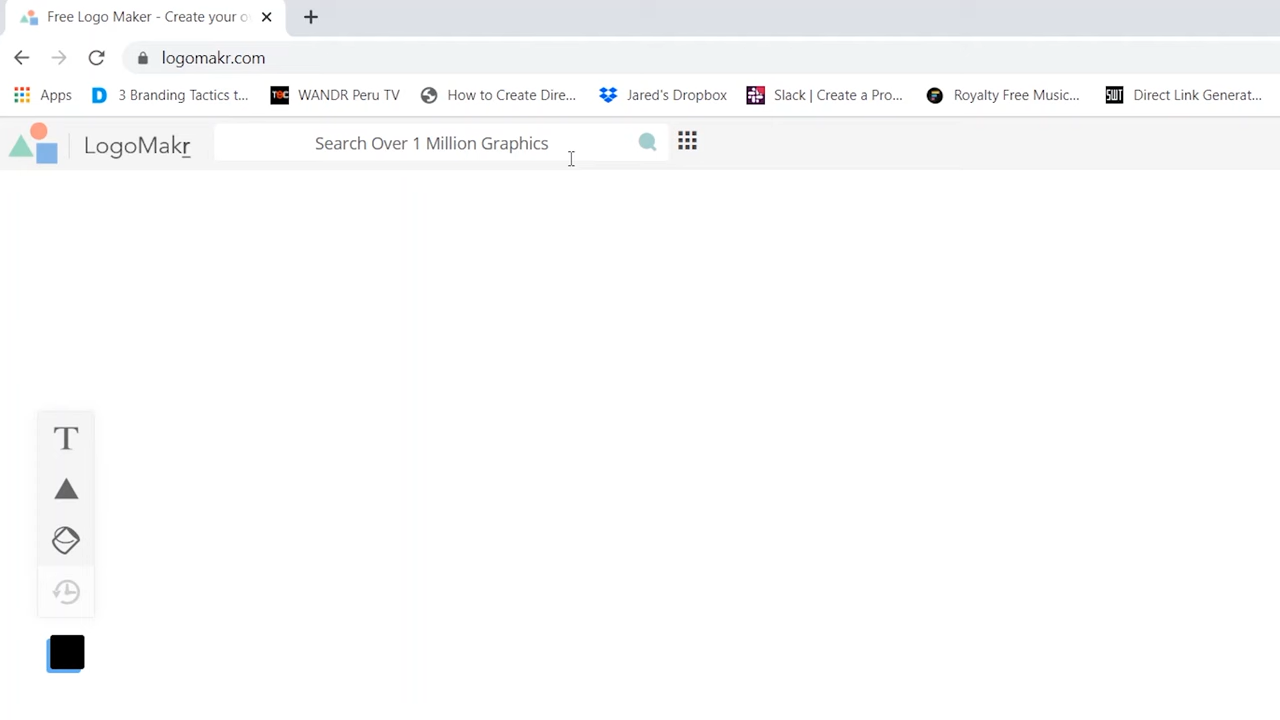 Free Logo Maker - Create your o
logomakr.com
Apps 3 Branding Tactics t... WANDR Peru TV How to Create Dire... Jared's Dropbox Slack | Create a Pro... Royalty Free Music... SWT Direct Link Generat...
LogoMakr Search Over 1 Million Graphics
T